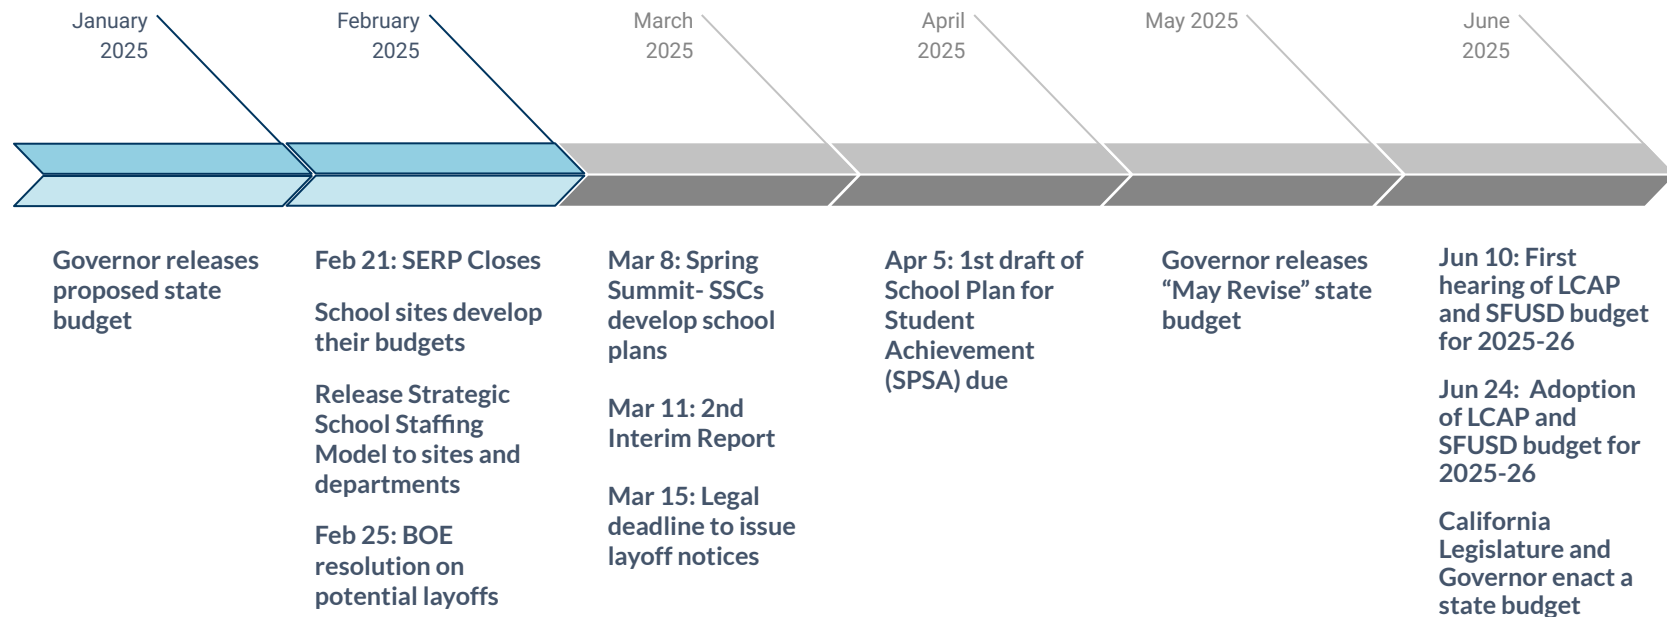 January
2025
February
2025
March
2025
April
2025
May 2025
June
2025
Governor releases
proposed state
budget
Feb 21: SERP Closes
School sites develop
their budgets
Release Strategic
School Staffing
Model to sites and
departments
Feb 25: BOE
resolution on
potential layoffs
Mar 8: Spring
Summit- SSCs
develop school
plans
Mar 11: 2nd
Interim Report
Mar 15: Legal
deadline to issue
layoff notices
Apr 5: 1st draft of
School Plan for
Student
Achievement
(SPSA) due
Governor releases
“May Revise” state
budget
Jun 10: First
hearing of LCAP
and SFUSD budget
for 2025-26
Jun 24:  Adoption
of LCAP and
SFUSD budget for
2025-26
California
Legislature and
Governor enact a
state budget